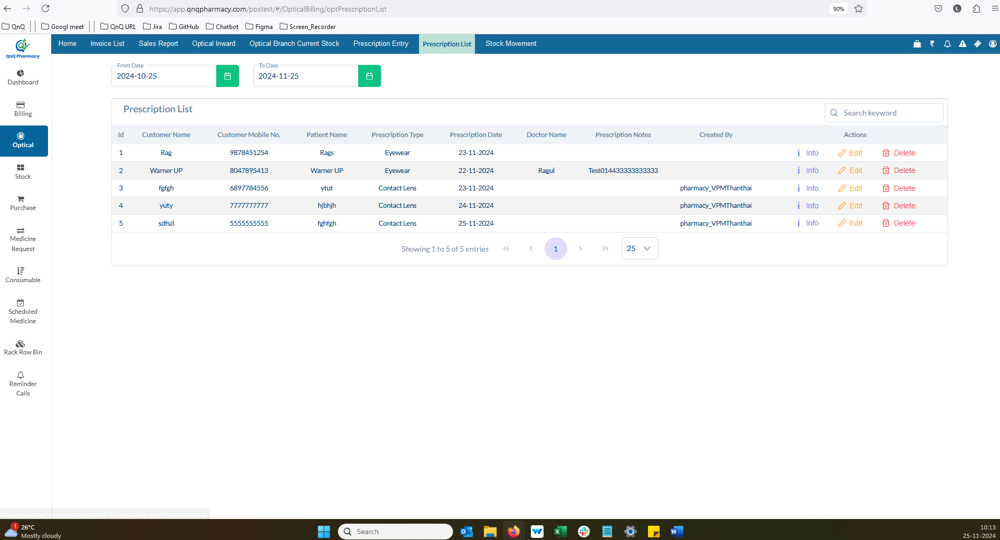 https://app.qnqpharmacy.com/postest/#/OpticalBilling/optPrescriptionList
90%
L
QnQ
Googl meet
QnQ URL
Jira
GitHub
Chatbot
Figma
Screen_Recorder
QnQ Pharmacy
Home Invoice List Sales Report Optical Inward Optical Branch Current Stock Prescription Entry Prescription List Stock Movement
Dashboard
Billing
Optical
Stock
Purchase
Medicine
Request
Consumable
Scheduled
Medicine
Rack Row Bin
Reminder
Calls
From Date
2024-10-25
To Date
2024-11-25
Prescription List
Search keyword
Id Customer Name Customer Mobile No. Patient Name Prescription Type Prescription Date Doctor Name Prescription Notes Created By Actions
1 Rag 9878451254 Rags Eyewear 23-11-2024 Info Edit Delete
2 Warner UP 8047895413 Warner UP Eyewear 22-11-2024 Ragul Test014433333333333 Info Edit Delete
3 fgfgh 6897784556 ytut Contact Lens 23-11-2024 pharmacy_VPMThanthai Info Edit Delete
4 yuty 7777777777 hjbhjh Contact Lens 24-11-2024 pharmacy_VPMThanthai Info Edit Delete
5 sdfsd 5555555555 fghfgh Contact Lens 25-11-2024 pharmacy_VPMThanthai Info Edit Delete
Showing 1 to 5 of 5 entries « ‹ 1 › » 25
ttps://app.qnqpharmacy.com/postest/#/OpticalBilling/optPrescriptionList
1
26°C
Mostly cloudy
Search
10:13
25-11-2024